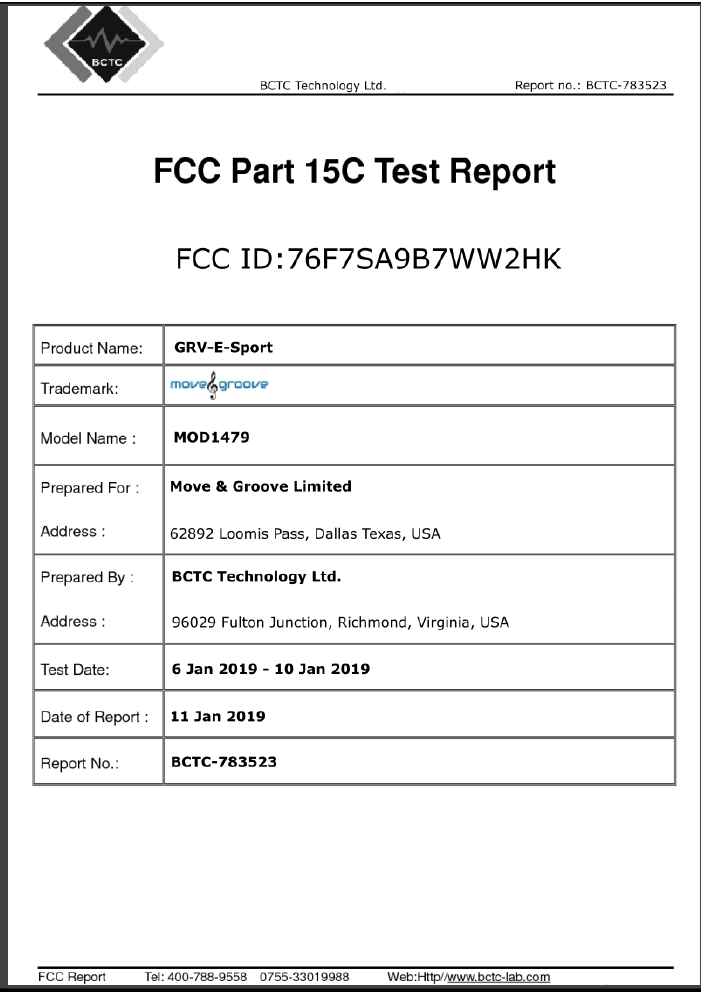 BCTC
BCTC Technology Ltd. Report no.: BCTC-783523
FCC Part 15C Test Report
FCC ID:76F7SA9B7WW2HK
Product Name: GRV-E-Sport
Trademark: move groove
Model Name : MOD1479
Prepared For : Move & Groove Limited
Address : 62892 Loomis Pass, Dallas Texas, USA
Prepared By : BCTC Technology Ltd.
Address : 96029 Fulton Junction, Richmond, Virginia, USA
Test Date: 6 Jan 2019 - 10 Jan 2019
Date of Report : 11 Jan 2019
Report No.: BCTC-783523
FCC Report Tel: 400-788-9558 0755-33019988 Web:Http//www.bctc-lab.com